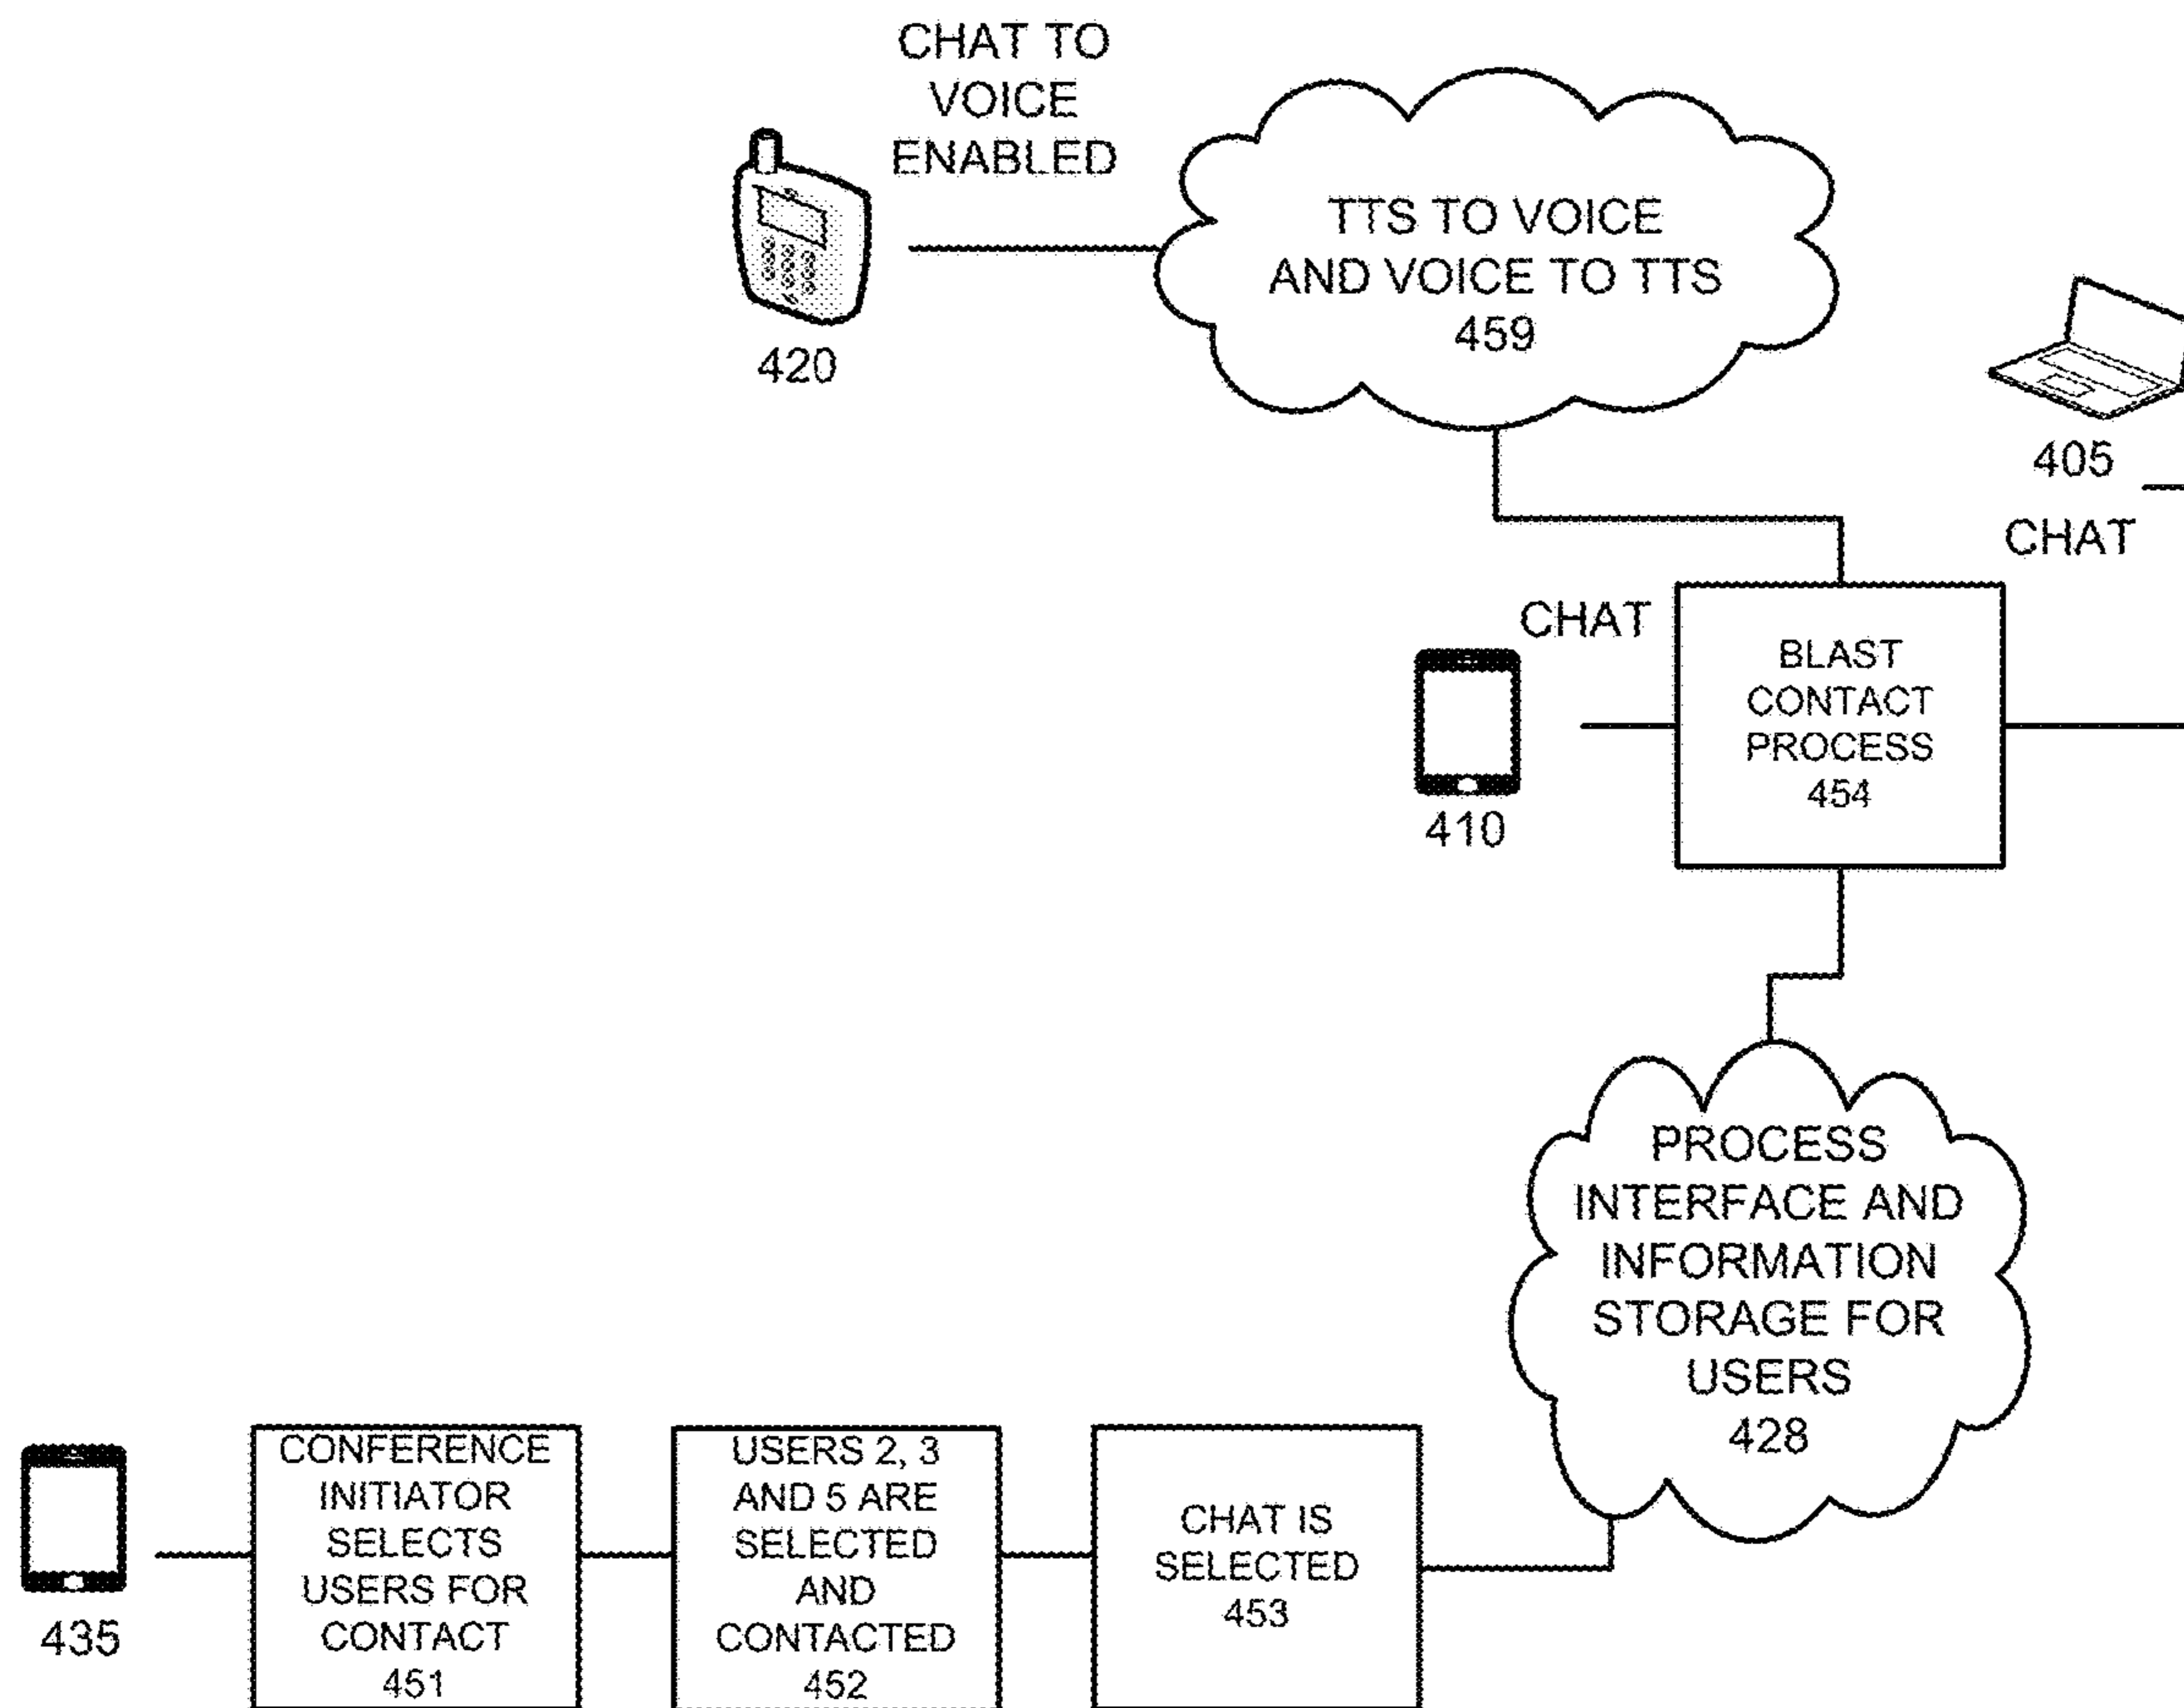 CHAT TO
VOICE
ENABLED
420
TTS TO VOICE
AND VOICE TO TTS
459
405
CHAT
CHAT
410
BLAST
CONTACT
PROCESS
454
PROCESS
INTERFACE AND
INFORMATION
STORAGE FOR
USERS
428
435
CONFERENCE
INITIATOR
SELECTS
USERS FOR
CONTACT
451
USERS 2, 3
AND 5 ARE
SELECTED
AND
CONTACTED
452
CHAT IS
SELECTED
453